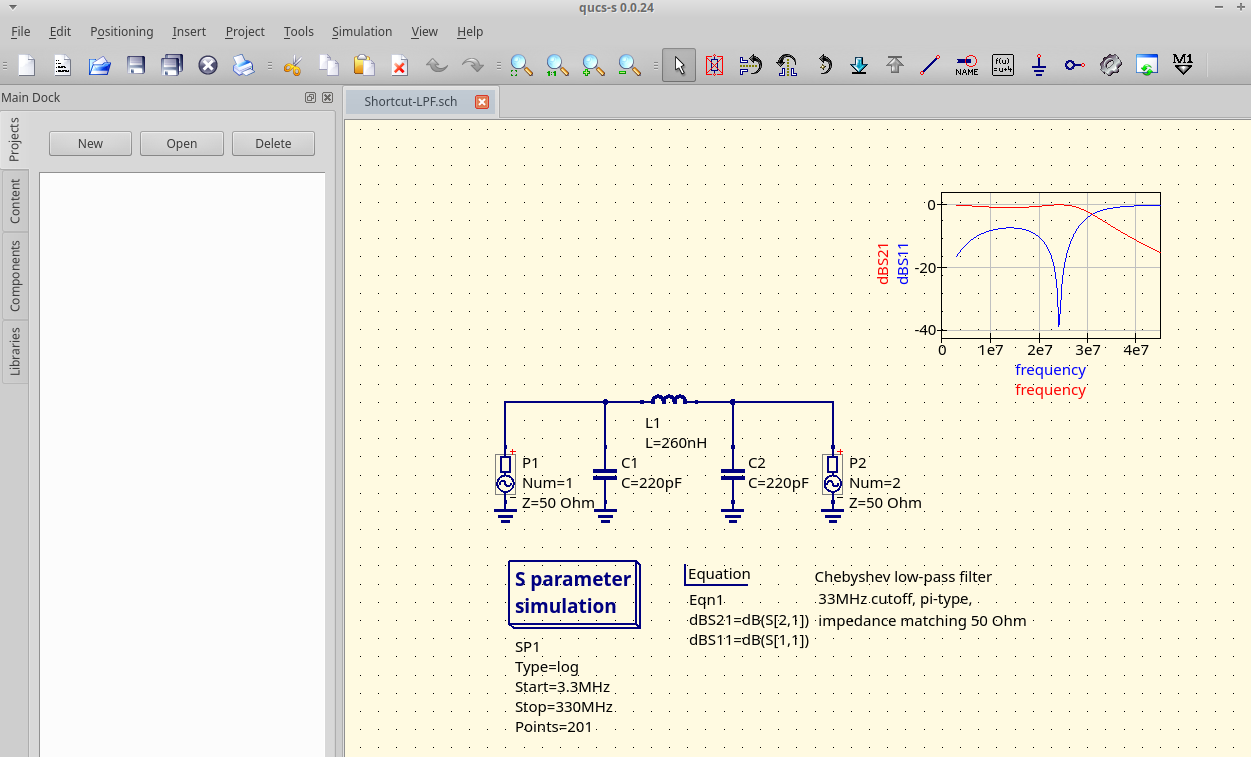 qucs-s 0.0.24
File Edit Positioning Insert Project Tools Simulation View Help
1:1
NAME
f(ω)
=u+4
M1
Main Dock
Shortcut-LPF.sch
Projects
Content
Components
Libraries
New Open Delete
dBS21
dBS11
0
-20
-40
0 1e7 2e7 3e7 4e7
frequency
frequency
L1
L=260nH
P1
Num=1
Z=50 Ohm
C1
C=220pF
C2
C=220pF
P2
Num=2
Z=50 Ohm
S parameter
simulation
SP1
Type=log
Start=3.3MHz
Stop=330MHz
Points=201
Equation
Eqn1
dBS21=dB(S[2,1])
dBS11=dB(S[1,1])
Chebyshev low-pass filter
33MHz cutoff, pi-type,
impedance matching 50 Ohm